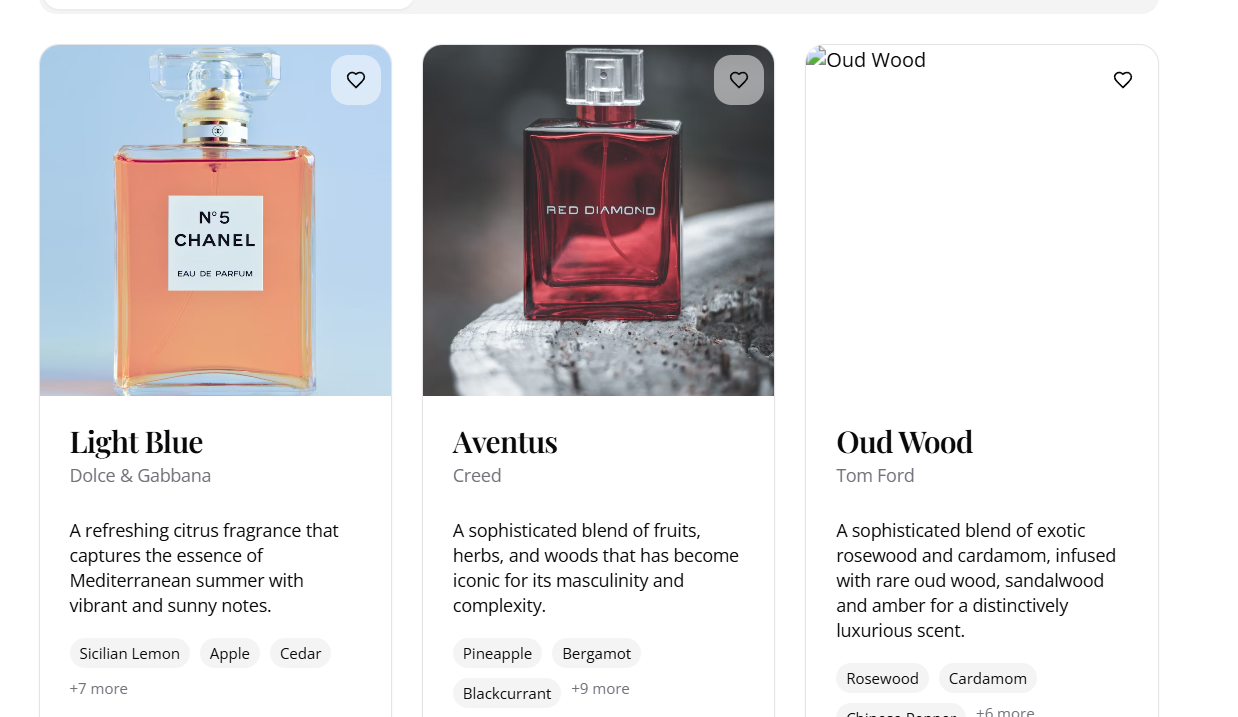 N°5
CHANEL
EAU DE PARFUM
RED DIAMOND
Oud Wood
Light Blue
Dolce & Gabbana
A refreshing citrus fragrance that
captures the essence of
Mediterranean summer with
vibrant and sunny notes.
Sicilian Lemon
Apple
Cedar
+7 more
Aventus
Creed
A sophisticated blend of fruits,
herbs, and woods that has become
iconic for its masculinity and
complexity.
Pineapple
Bergamot
Blackcurrant
+9 more
Oud Wood
Tom Ford
A sophisticated blend of exotic
rosewood and cardamom, infused
with rare oud wood, sandalwood
and amber for a distinctively
luxurious scent.
Rosewood
Cardamom
Chinese Pepper
+6 more